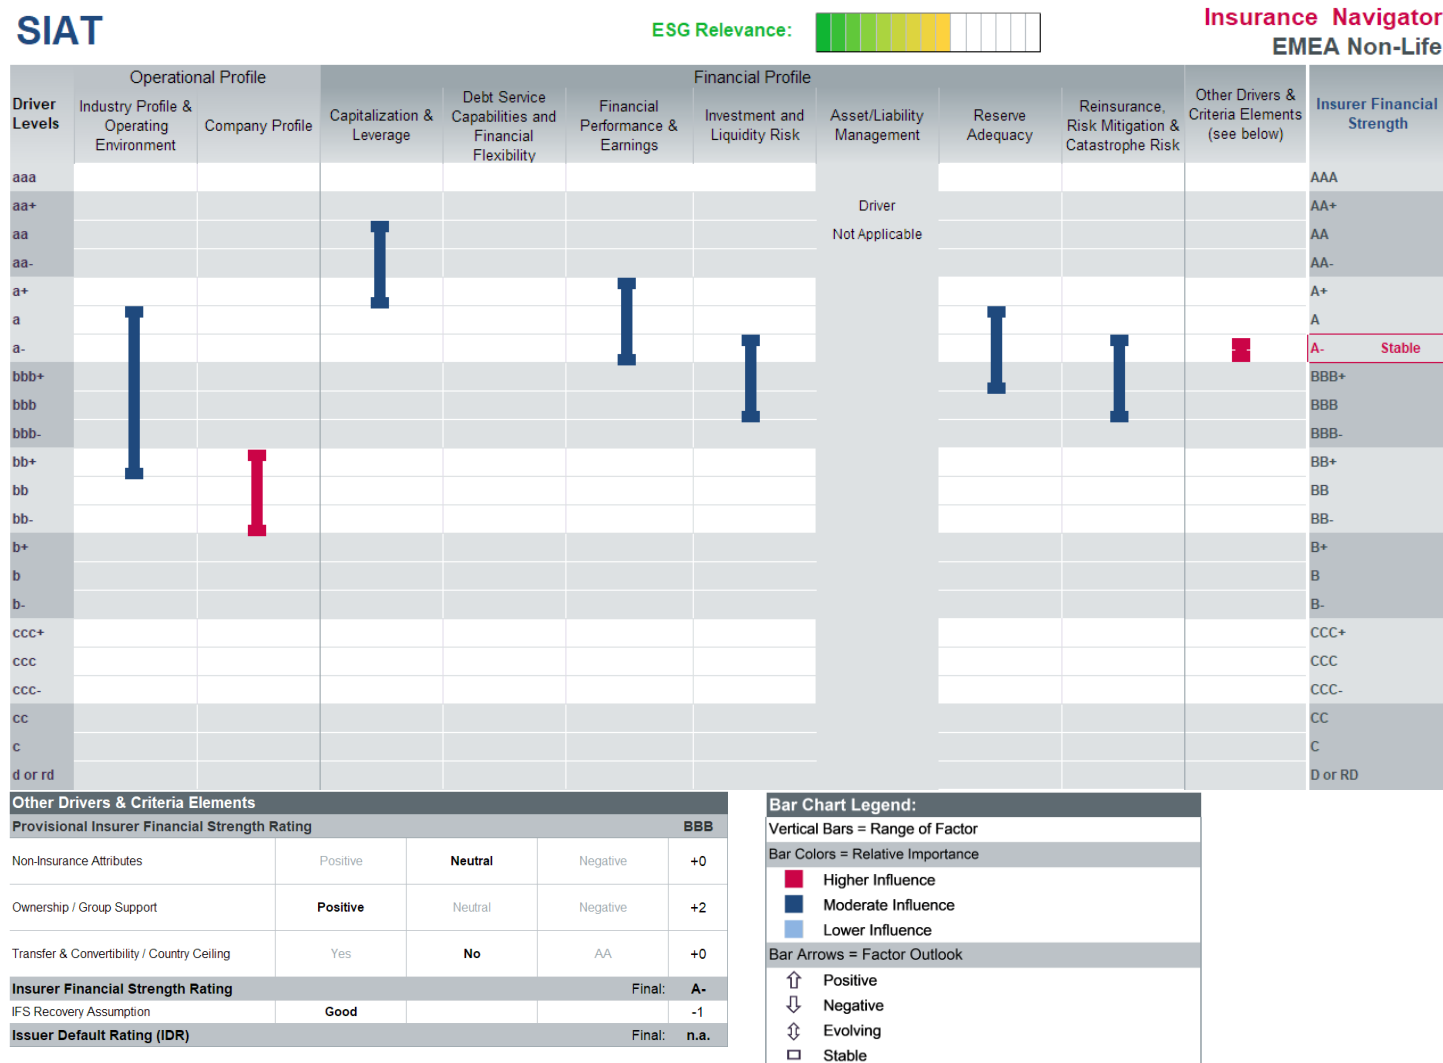 SIAT
ESG Relevance:
Insurance Navigator
EMEA Non-Life
Operational Profile
Financial Profile
Driver
Levels
Industry Profile &
Operating
Environment
Company Profile
Capitalization &
Leverage
Debt Service
Capabilities and
Financial
Flexibility
Financial
Performance &
Earnings
Investment and
Liquidity Risk
Asset/Liability
Management
Reserve
Adequacy
Reinsurance,
Risk Mitigation &
Catastrophe Risk
Other Drivers &
Criteria Elements
(see below)
Insurer Financial
Strength
aaa AAA
aa+ Driver AA+
aa Not Applicable AA
aa- AA-
a+ A+
a A
a- A- Stable
bbb+ BBB+
bbb BBB
bbb- BBB-
bb+ BB+
bb BB
bb- BB-
b+ B+
b B
b- B-
ccc+ CCC+
ccc CCC
ccc- CCC-
cc CC
c C
d or rd D or RD
Other Drivers & Criteria Elements
Provisional Insurer Financial Strength Rating BBB
Non-Insurance Attributes Positive Neutral Negative +0
Ownership / Group Support Positive Neutral Negative +2
Transfer & Convertibility / Country Ceiling Yes No AA +0
Insurer Financial Strength Rating Final: A-
IFS Recovery Assumption Good -1
Issuer Default Rating (IDR) Final: n.a.
Bar Chart Legend:
Vertical Bars = Range of Factor
Bar Colors = Relative Importance
Higher Influence
Moderate Influence
Lower Influence
Bar Arrows = Factor Outlook
Positive
Negative
Evolving
Stable